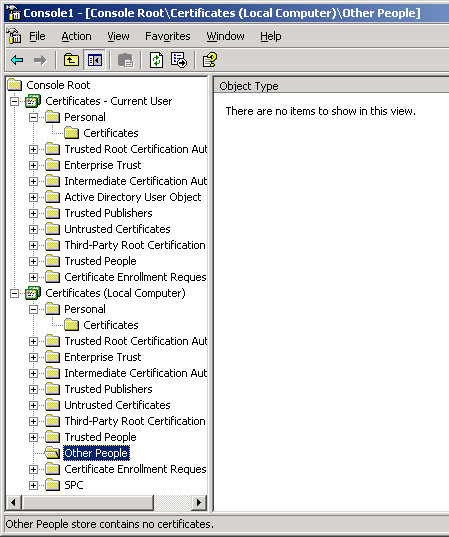 Console1 - [Console Root\Certificates (Local Computer)\Other People]
File Action View Favorites Window Help
Console Root
Certificates - Current User
Personal
Certificates
Trusted Root Certification Aut
Enterprise Trust
Intermediate Certification Aut
Active Directory User Object
Trusted Publishers
Untrusted Certificates
Third-Party Root Certification
Trusted People
Certificate Enrollment Reques
Certificates (Local Computer)
Personal
Certificates
Trusted Root Certification Aut
Enterprise Trust
Intermediate Certification Aut
Trusted Publishers
Untrusted Certificates
Third-Party Root Certification
Trusted People
Other People
Certificate Enrollment Reques
SPC
Object Type
There are no items to show in this view.
Other People store contains no certificates.